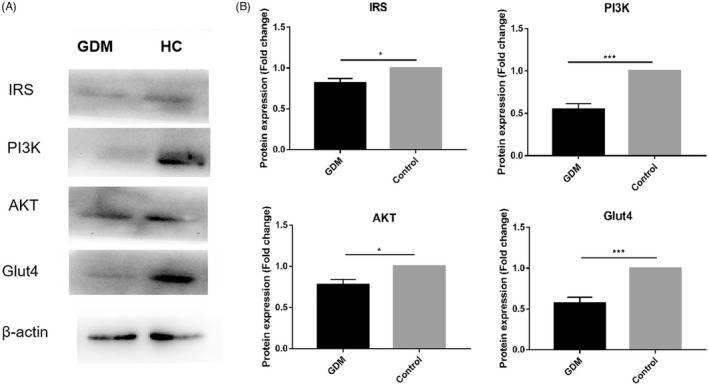 (A)
GDM HC
IRS
PI3K
AKT
Glut4
β-actin
(B)
IRS
*
Protein expression (Fold change)
1.5
1.0
0.5
0.0
GDM
Control
PI3K
***
Protein expression (Fold change)
1.5
1.0
0.5
0.0
GDM
Control
AKT
*
Protein expression (Fold change)
1.5
1.0
0.5
0.0
GDM
Control
Glut4
***
Protein expression (Fold change)
1.5
1.0
0.5
0.0
GDM
Control